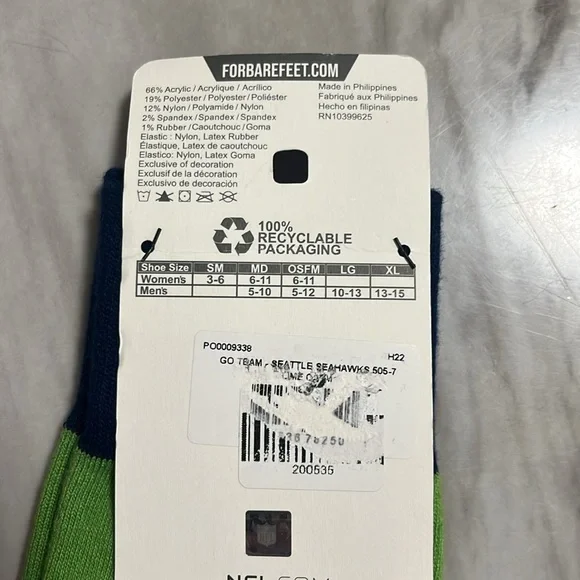 FORBAREFEET.COM
66% Acrylic / Acrylique / Acrílico
19% Polyester / Polyester / Poliéster
12% Nylon / Polyamide / Nylon
2% Spandex / Spandex / Spandex
1% Rubber / Caoutchouc / Goma
Elastic : Nylon, Latex Rubber
Élastique, Latex de caoutchouc
Elastico: Nylon, Latex Goma
Exclusive of decoration
Exclusif de la décoration
Exclusivo de decoración
Made in Philippines
Fabriqué aux Philippines
Hecho en filipinas
RN10399625
100%
RECYCLABLE
PACKAGING
Shoe Size SM MD OSFM LG XL
Women's 3-6 6-11 6-11
Men's 5-10 5-12 10-13 13-15
PO0009338 H22
GO TEAM - SEATTLE SEAHAWKS 505-7
LIME
200535